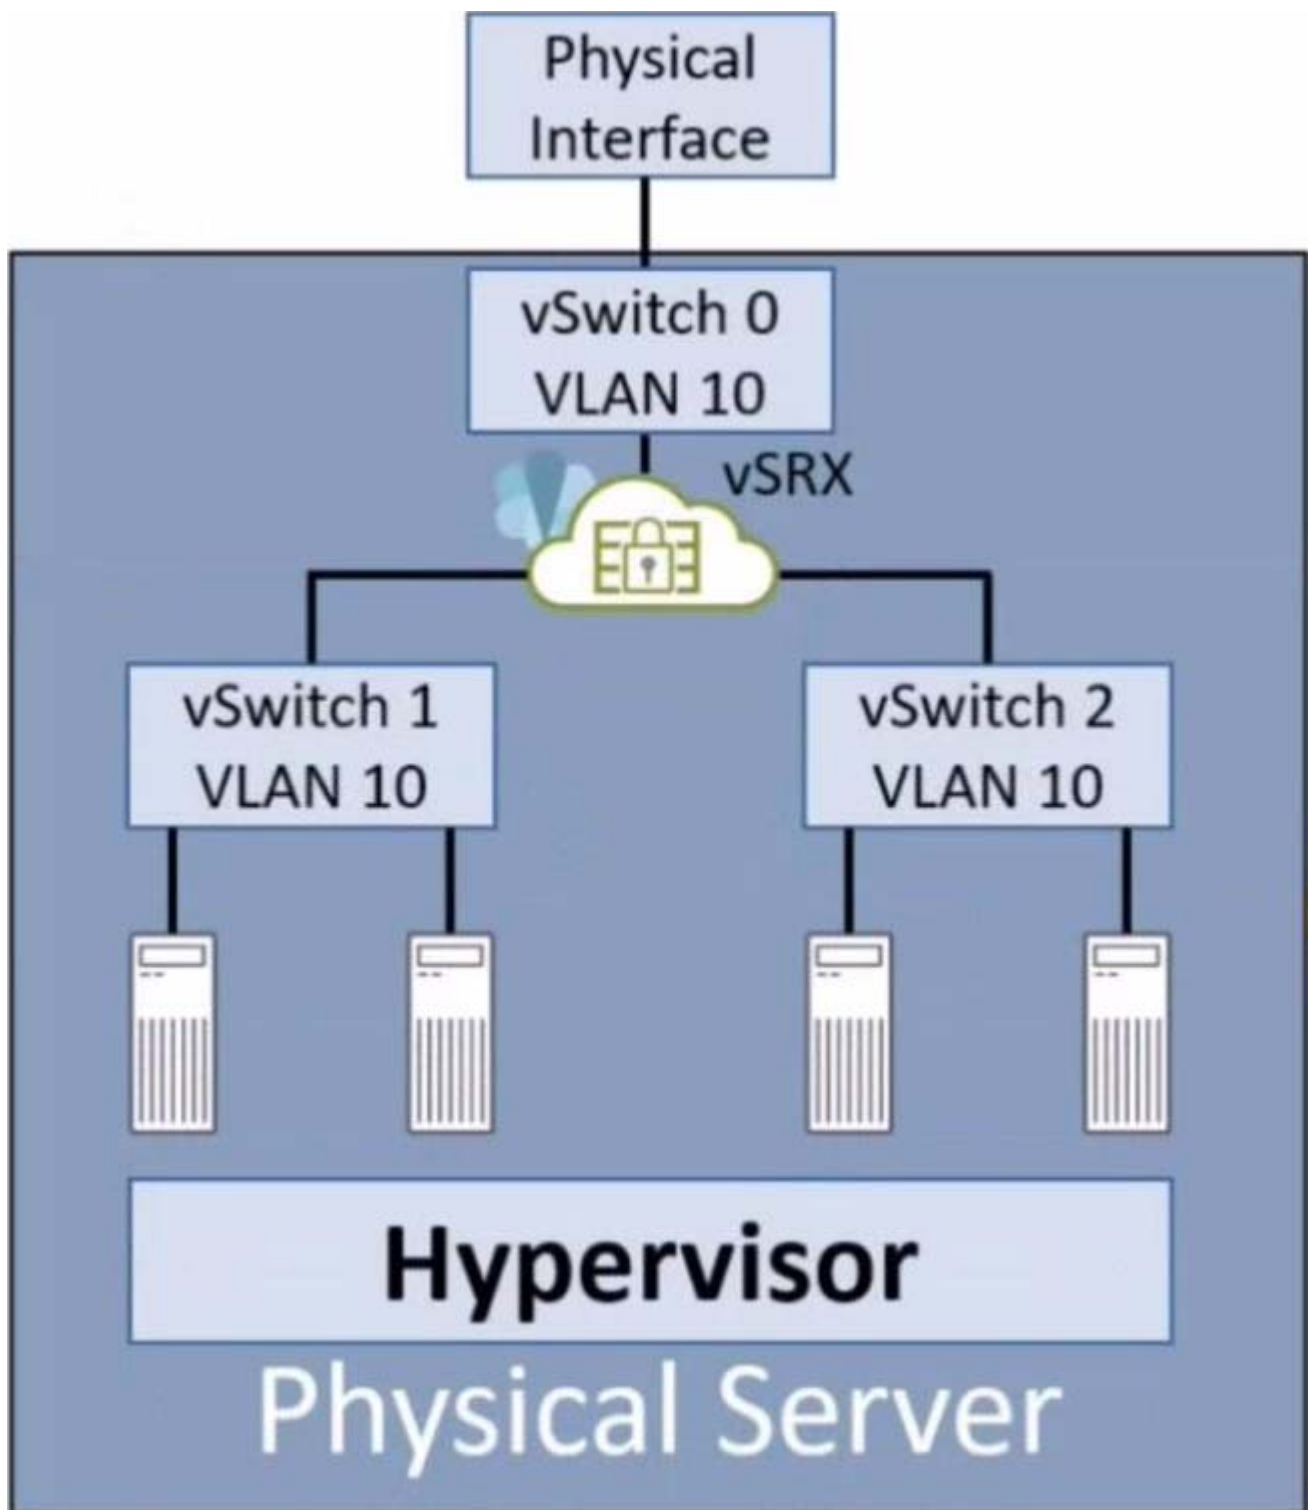 Physical
Interface
vSwitch 0
VLAN 10
vSRX
vSwitch 1
VLAN 10
vSwitch 2
VLAN 10
Hypervisor
Physical Server